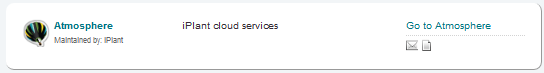 Atmosphere
Maintained by: iPlant
iPlant cloud services
Go to Atmosphere